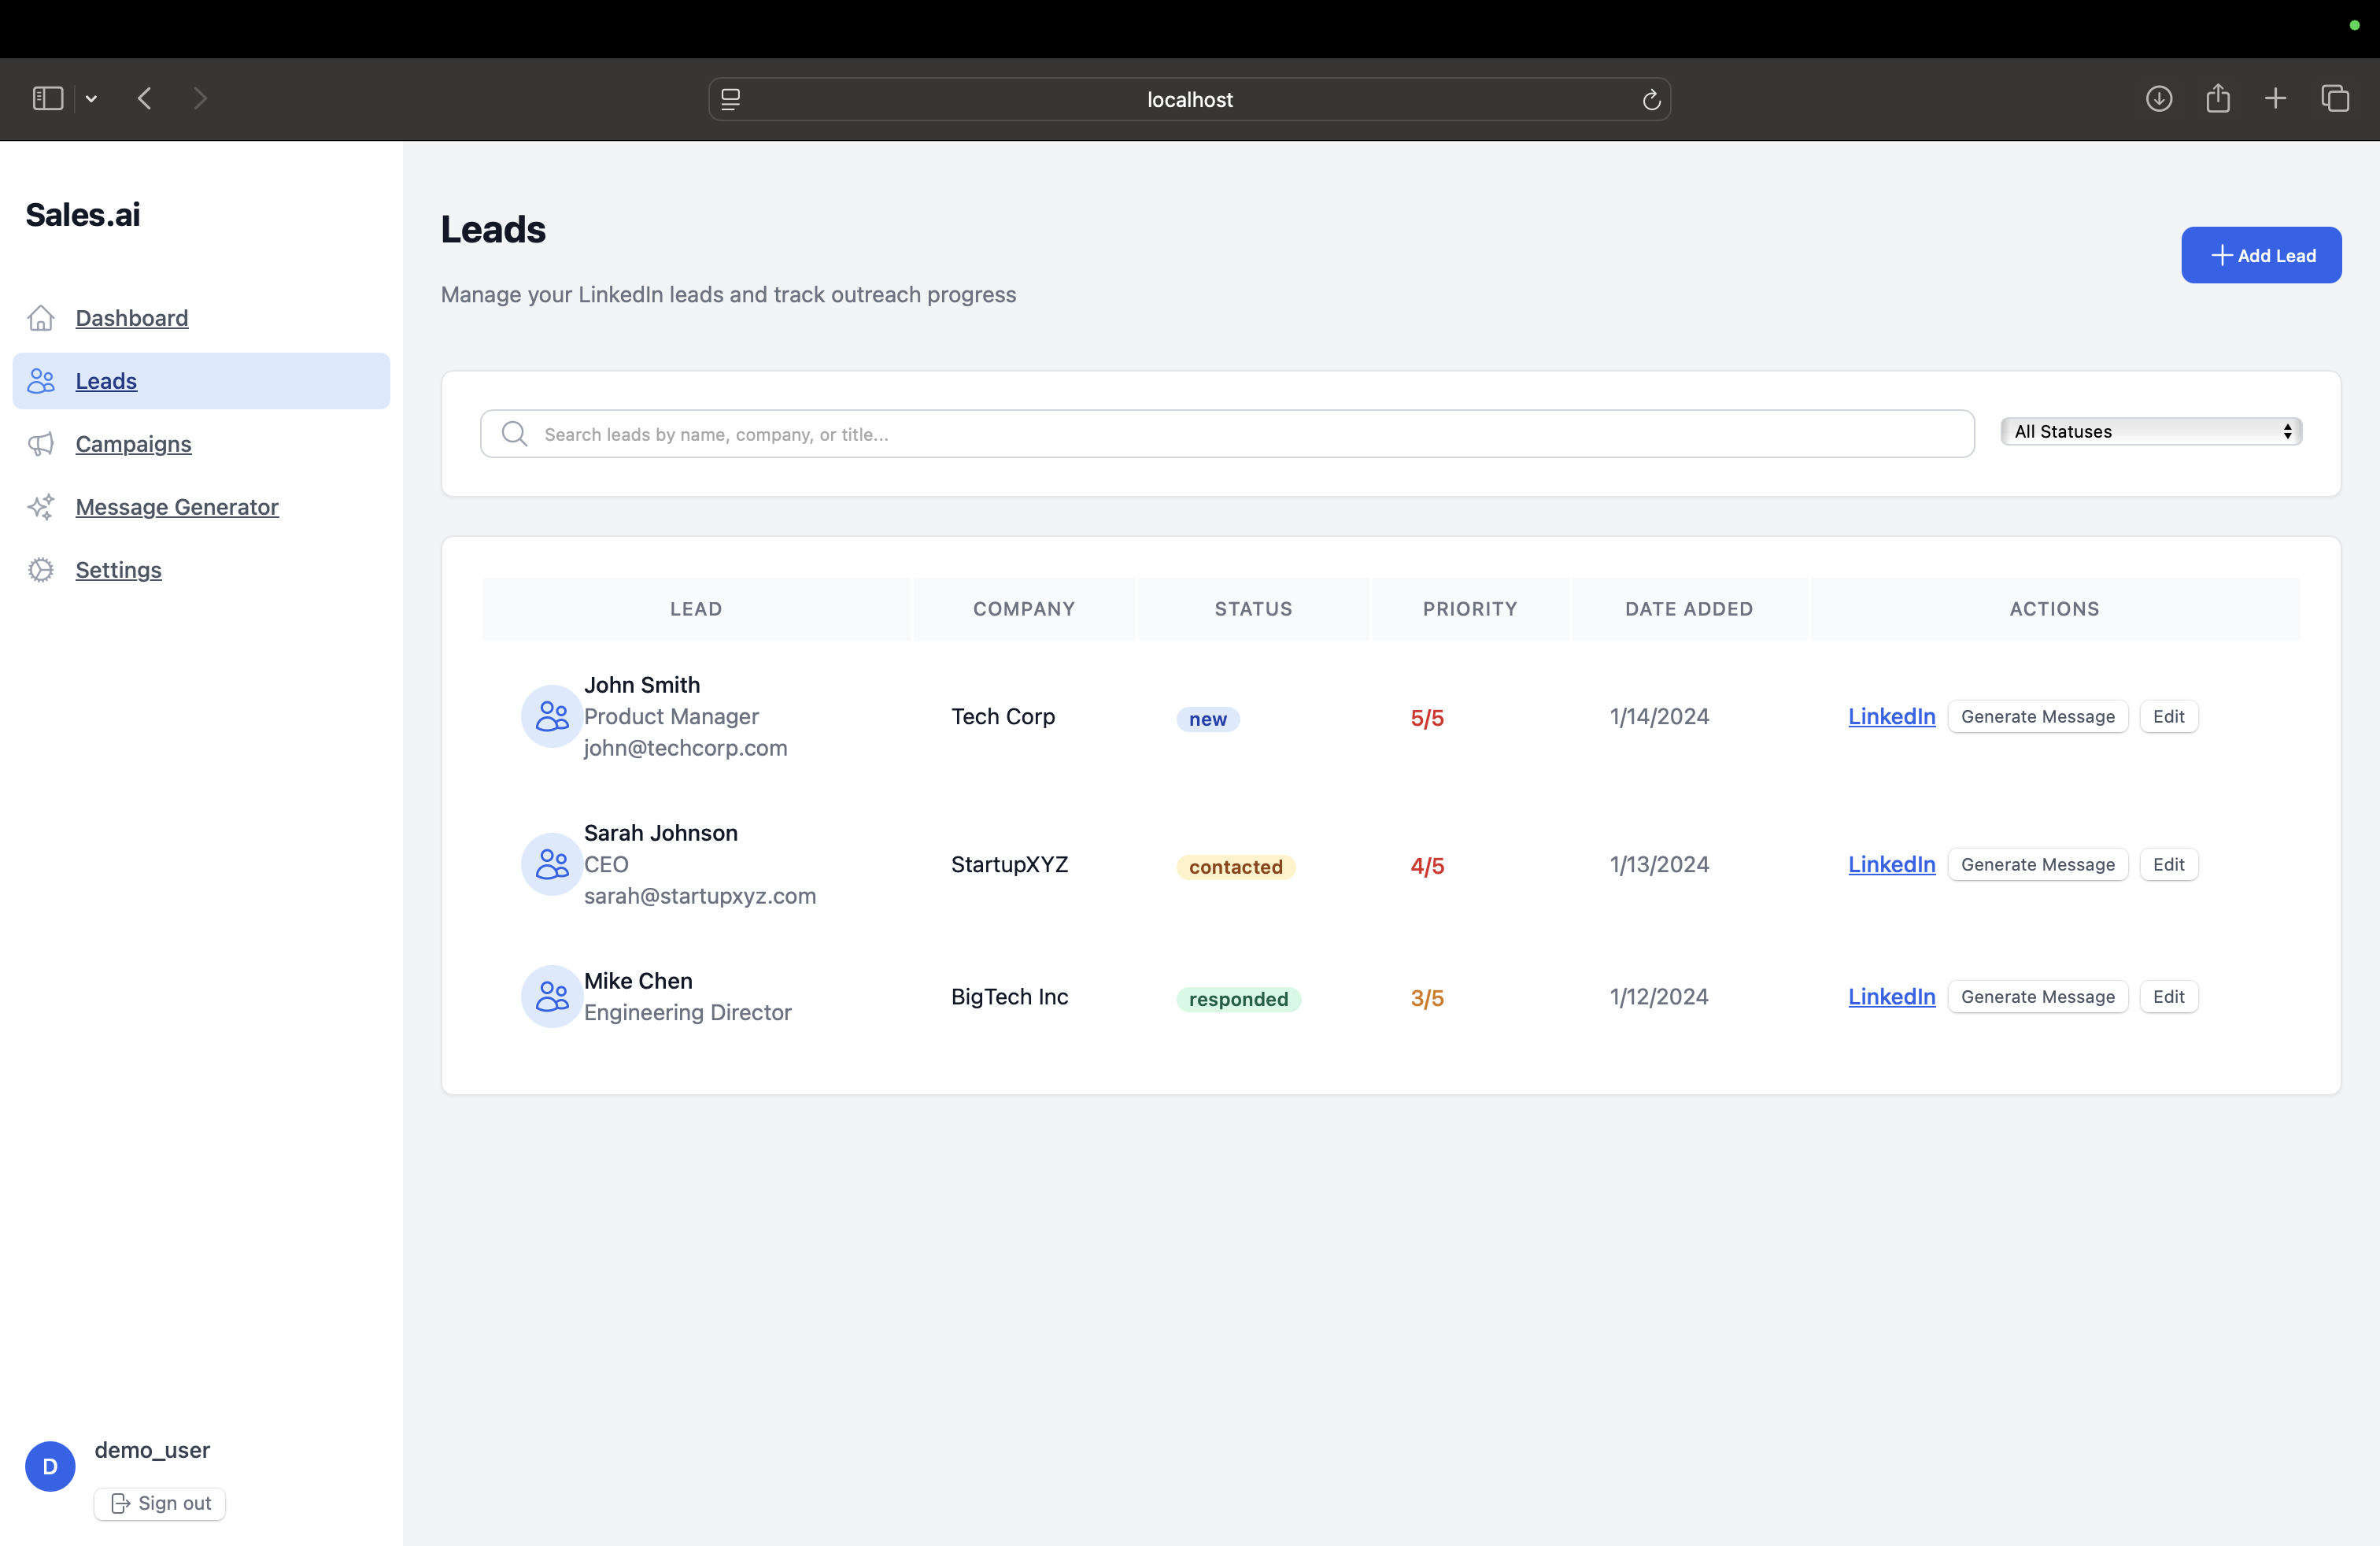 localhost
Sales.ai
Dashboard
Leads
Campaigns
Message Generator
Settings
Leads
Manage your LinkedIn leads and track outreach progress
Add Lead
Search leads by name, company, or title...
All Statuses
LEAD COMPANY STATUS PRIORITY DATE ADDED ACTIONS
John Smith
Product Manager
john@techcorp.com
Tech Corp new 5/5 1/14/2024 LinkedIn Generate Message Edit
Sarah Johnson
CEO
sarah@startupxyz.com
StartupXYZ contacted 4/5 1/13/2024 LinkedIn Generate Message Edit
Mike Chen
Engineering Director
BigTech Inc responded 3/5 1/12/2024 LinkedIn Generate Message Edit
D
demo_user
Sign out